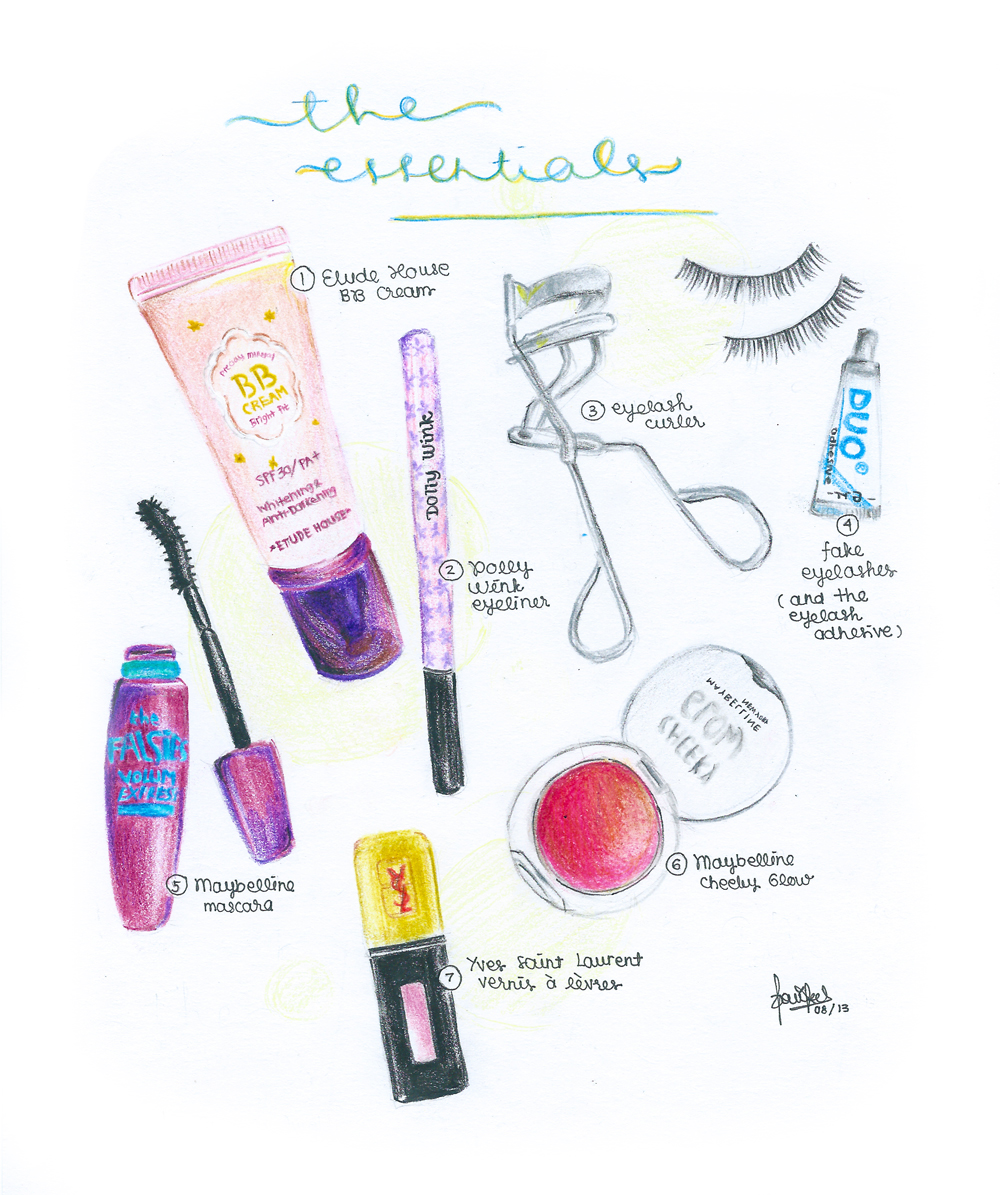 the
essentials
1 Etude House
BB Cream
Precious Mineral
BB
CREAM
Bright Fit
SPF30/PA+
Whitening &
Anti-Darkening
ETUDE HOUSE
Dolly Wink
2 Dolly
Wink
eyeliner
3 eyelash
curler
DUO®
adhesive
4
fake
eyelashes
(and the
eyelash
adhesive)
the
FALSIES
VOLUM'
EXPRESS
5 Maybelline
mascara
MAYBELLINE
NEW YORK
CHEEKY
GLOW
6 Maybelline
Cheeky Glow
YSL
7 Yves Saint Laurent
vernis à lèvres
08/13